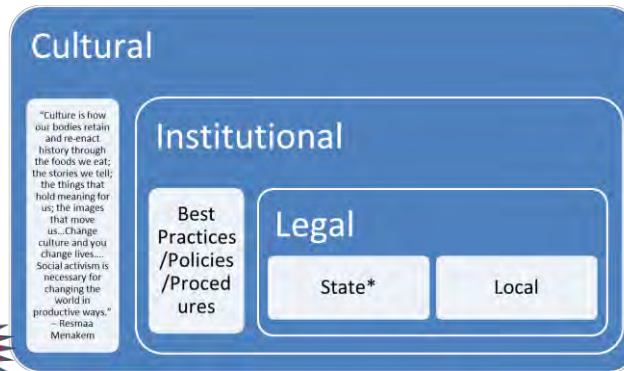 Cultural
"Culture is how
our bodies retain
and re-enact
history through
the foods we eat;
the stories we tell;
the things that
hold meaning for
us; the images
that move
us...Change
culture and you
change lives....
Social activism is
necessary for
changing the
world in
productive ways."
– Resmaa
Menakem
Institutional
Best
Practices
/Policies
/Proced
ures
Legal
State*
Local